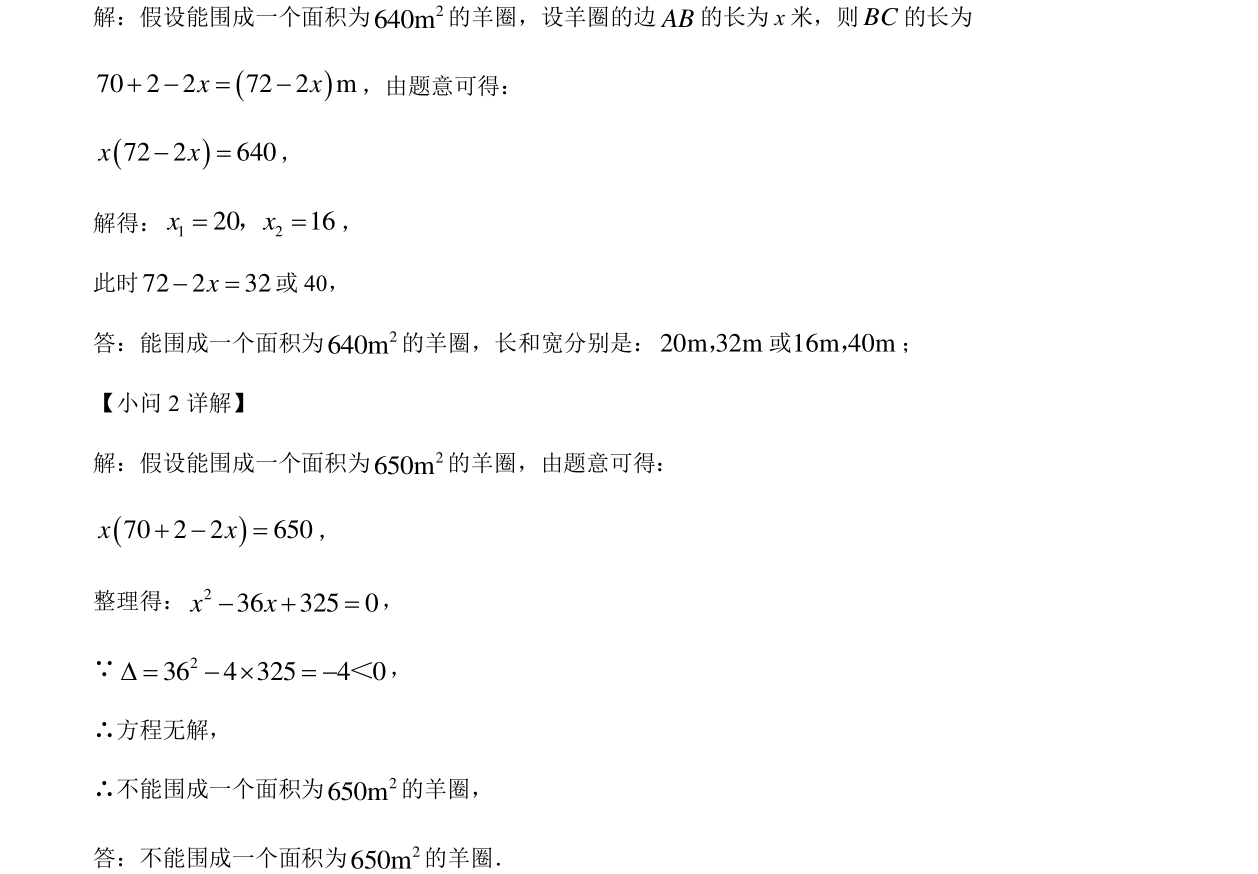 解：假设能围成一个面积为640m²的羊圈，设羊圈的边 AB 的长为 x 米，则 BC 的长为
70+2−2x=(72−2x)m，由题意可得：
x(72−2x)=640，
解得：x₁=20，x₂=16，
此时 72−2x=32 或 40，
答：能围成一个面积为640m²的羊圈，长和宽分别是：20m,32m 或16m,40m；
【小问 2 详解】
解：假设能围成一个面积为650m²的羊圈，由题意可得：
x(70+2−2x)=650，
整理得：x²−36x+325=0，
∵Δ=36²−4×325=−4<0，
∴方程无解，
∴不能围成一个面积为650m²的羊圈，
答：不能围成一个面积为650m²的羊圈．